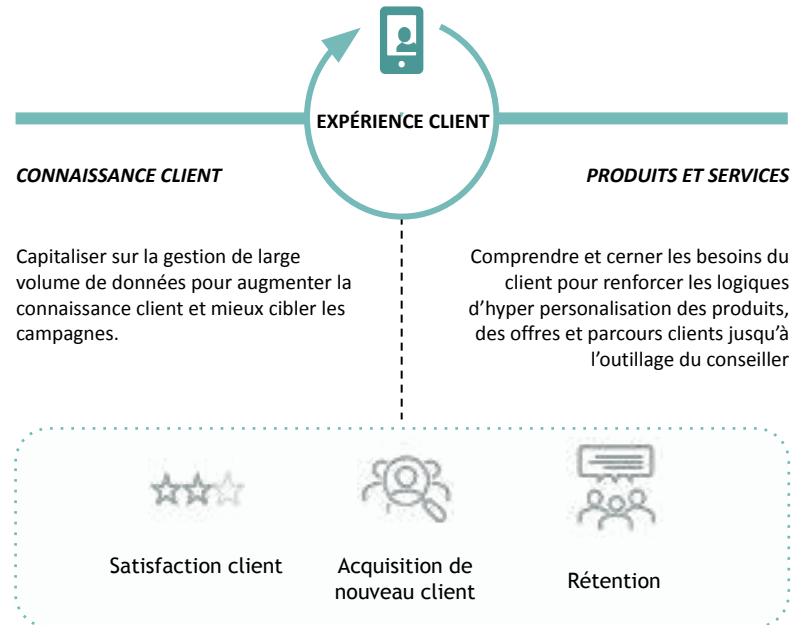 EXPÉRIENCE CLIENT
CONNAISSANCE CLIENT
Capitaliser sur la gestion de large
volume de données pour augmenter la
connaissance client et mieux cibler les
campagnes.
PRODUITS ET SERVICES
Comprendre et cerner les besoins du
client pour renforcer les logiques
d'hyper personalisation des produits,
des offres et parcours clients jusqu'à
l'outillage du conseiller
Satisfaction client
Acquisition de
nouveau client
Rétention